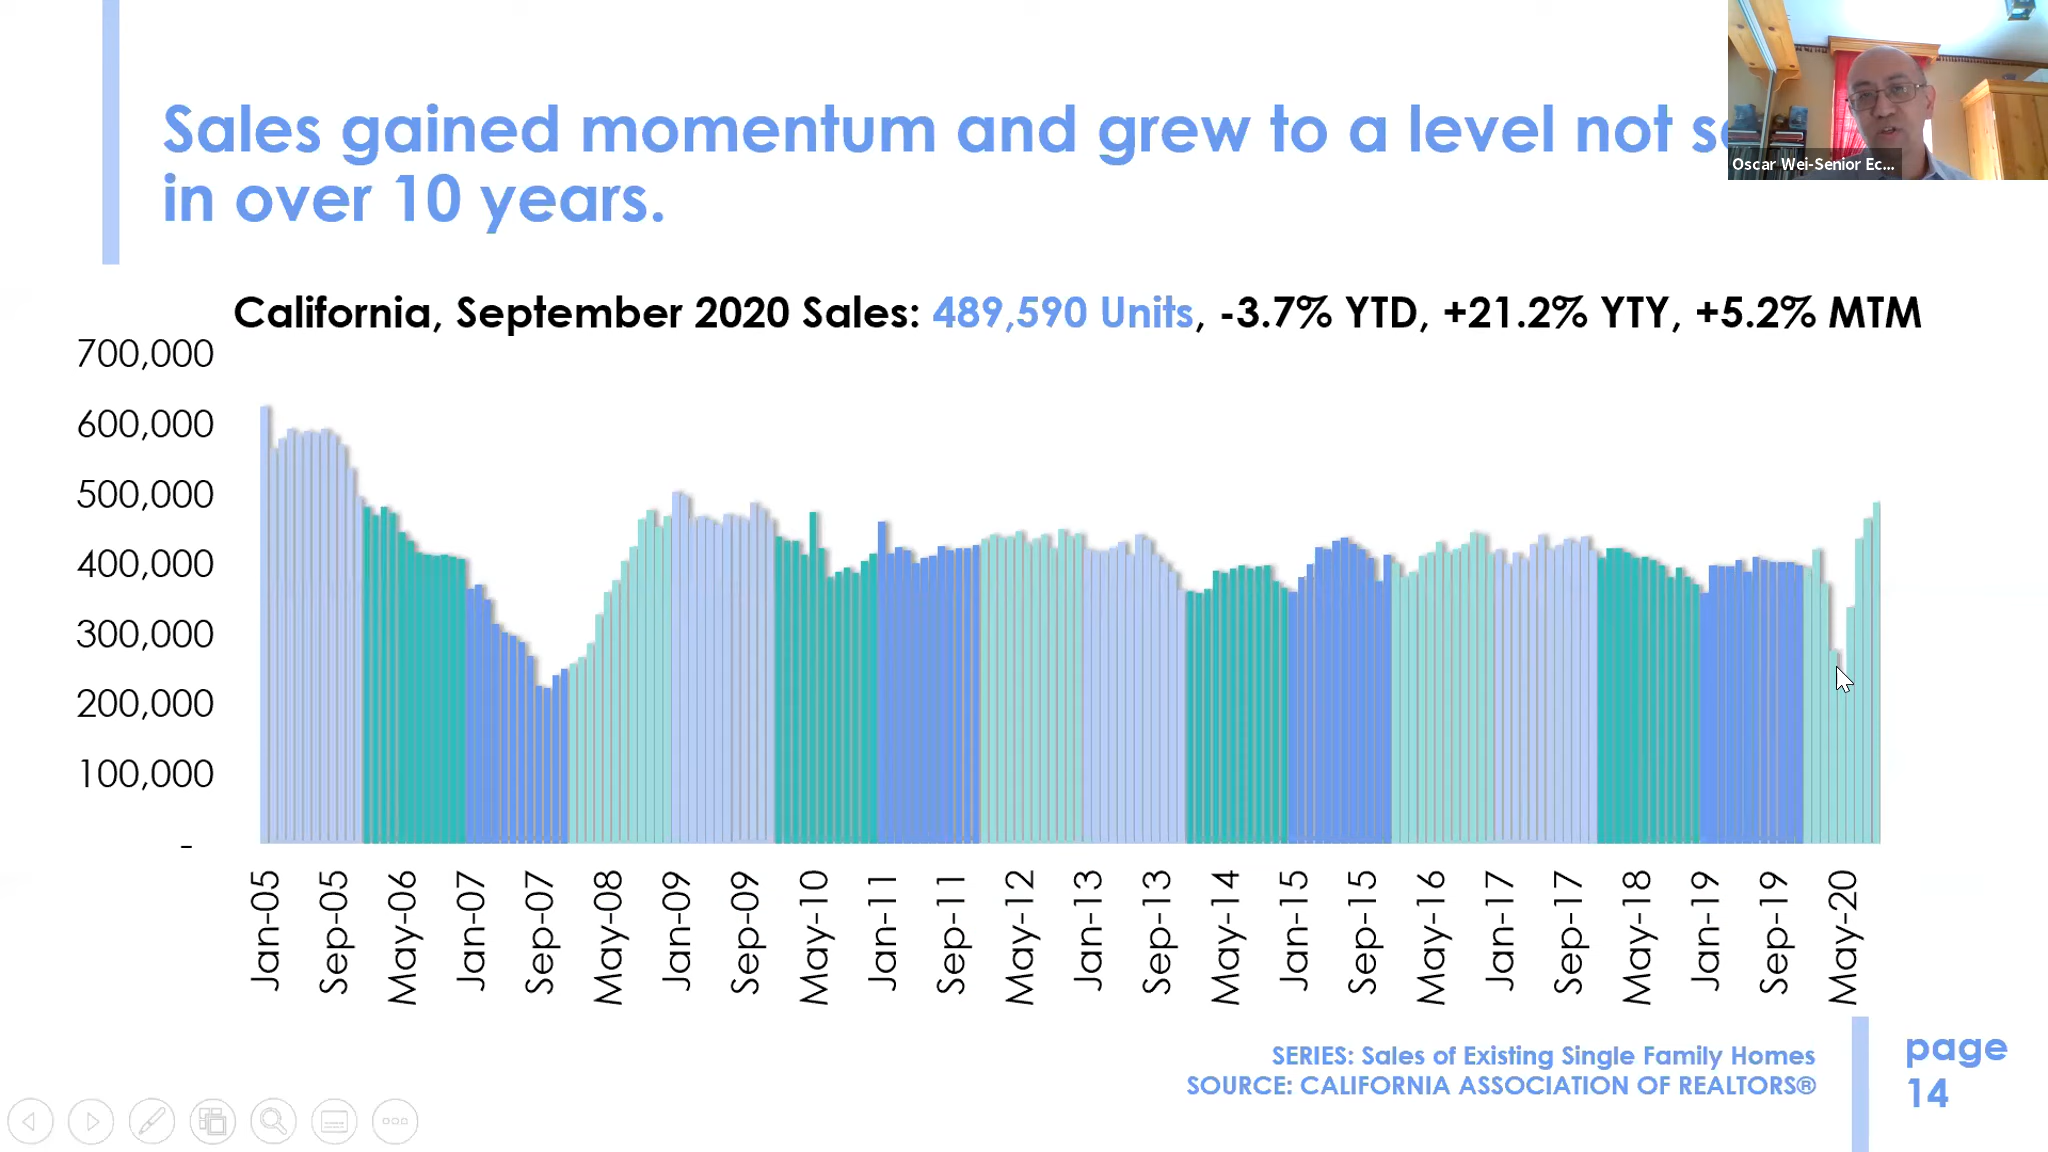 Sales gained momentum and grew to a level not
in over 10 years.
Oscar Wei-Senior Ec...
California, September 2020 Sales: 489,590 Units, -3.7% YTD, +21.2% YTY, +5.2% MTM
700,000
600,000
500,000
400,000
300,000
200,000
100,000
-
Jan-05
Sep-05
May-06
Jan-07
Sep-07
May-08
Jan-09
Sep-09
May-10
Jan-11
Sep-11
May-12
Jan-13
Sep-13
May-14
Jan-15
Sep-15
May-16
Jan-17
Sep-17
May-18
Jan-19
Sep-19
May-20
SERIES: Sales of Existing Single Family Homes
SOURCE: CALIFORNIA ASSOCIATION OF REALTORS®
page
14